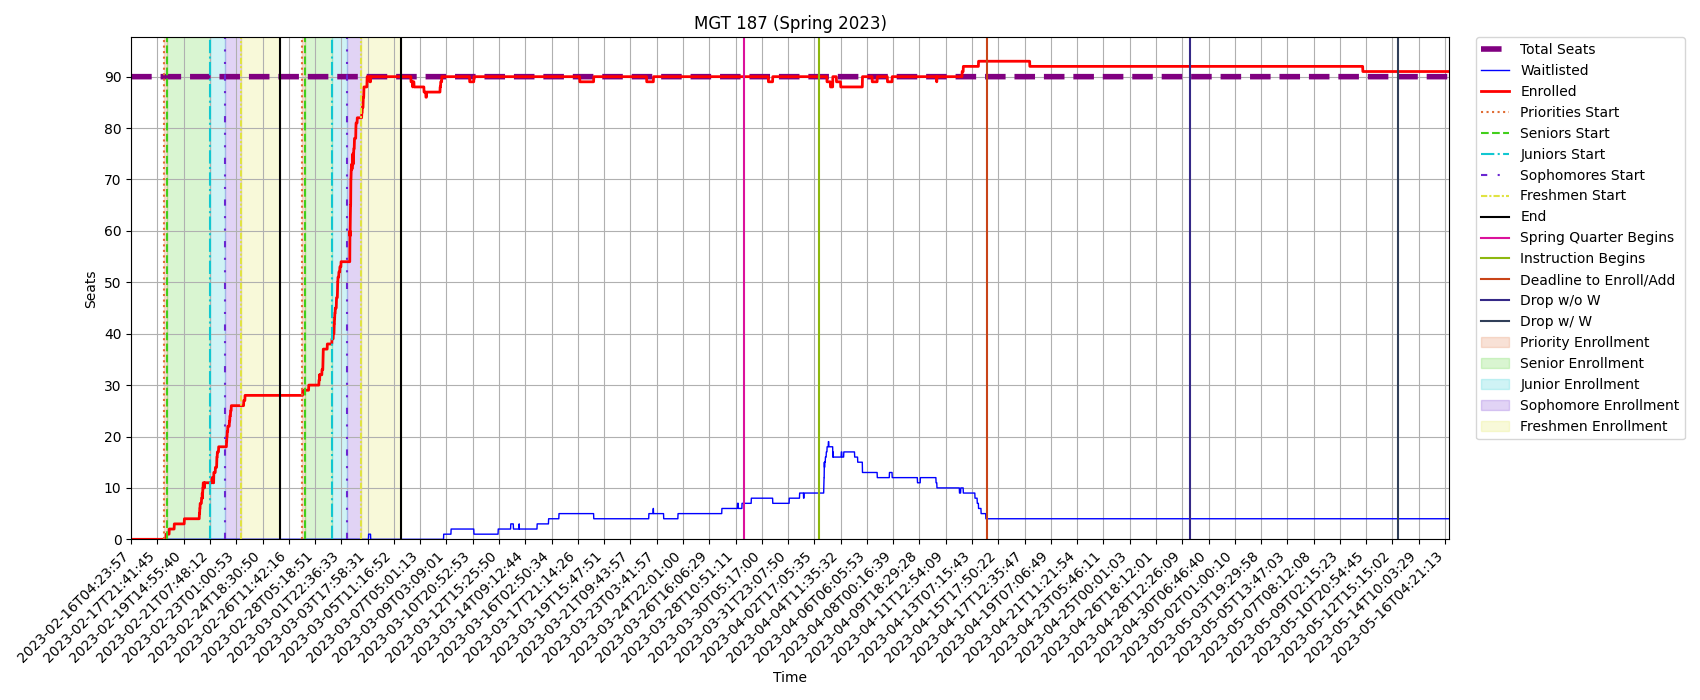 MGT 187 (Spring 2023)
Seats
90
80
70
60
50
40
30
20
10
0
2023-02-16T04:23:57
2023-02-17T21:41:45
2023-02-19T14:55:40
2023-02-21T07:48:12
2023-02-23T01:00:53
2023-02-24T18:30:50
2023-02-26T11:42:16
2023-02-28T05:18:51
2023-03-01T22:36:33
2023-03-03T17:58:31
2023-03-05T11:16:52
2023-03-07T05:01:13
2023-03-09T03:09:01
2023-03-10T20:52:53
2023-03-12T15:25:50
2023-03-14T09:12:44
2023-03-16T02:50:34
2023-03-17T21:14:26
2023-03-19T15:47:51
2023-03-21T09:43:57
2023-03-23T03:41:57
2023-03-24T22:01:00
2023-03-26T16:06:29
2023-03-28T10:51:11
2023-03-30T05:17:00
2023-03-31T23:07:50
2023-04-02T17:05:35
2023-04-04T11:35:32
2023-04-06T06:05:53
2023-04-08T00:16:39
2023-04-09T18:29:28
2023-04-11T12:54:09
2023-04-13T07:15:43
2023-04-15T17:50:22
2023-04-17T12:35:47
2023-04-19T07:06:49
2023-04-21T11:21:54
2023-04-23T05:46:11
2023-04-25T00:01:03
2023-04-26T18:12:01
2023-04-28T12:26:09
2023-04-30T06:46:40
2023-05-02T01:00:10
2023-05-03T19:29:58
2023-05-05T13:47:03
2023-05-07T08:12:08
2023-05-09T02:15:23
2023-05-10T20:54:45
2023-05-12T15:15:02
2023-05-14T10:03:29
2023-05-16T04:21:13
Time
Total Seats
Waitlisted
Enrolled
Priorities Start
Seniors Start
Juniors Start
Sophomores Start
Freshmen Start
End
Spring Quarter Begins
Instruction Begins
Deadline to Enroll/Add
Drop w/o W
Drop w/ W
Priority Enrollment
Senior Enrollment
Junior Enrollment
Sophomore Enrollment
Freshmen Enrollment